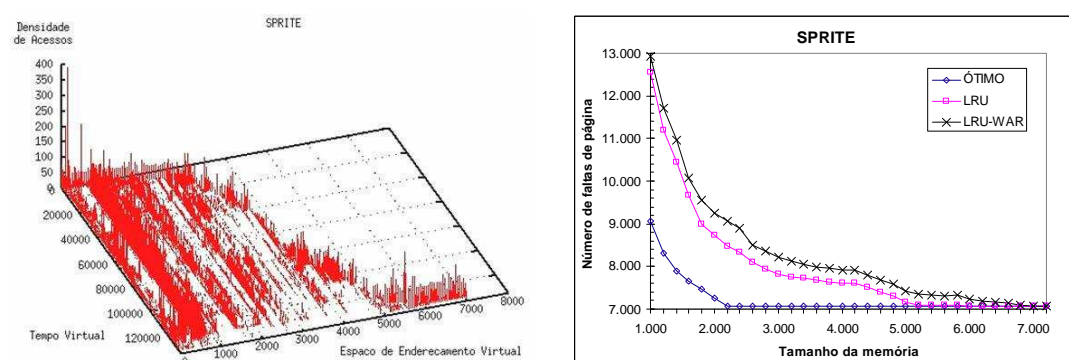 SPRITE
Densidade
de Acessos
400
350
300
250
200
150
100
50
0
0
20000
40000
60000
80000
100000
120000
Tempo Virtual
0
1000
2000
3000
4000
5000
6000
7000
8000
Espaco de Enderecamento Virtual
SPRITE
13.000
12.000
11.000
10.000
9.000
8.000
7.000
Número de faltas de página
ÓTIMO
LRU
LRU-WAR
1.000 2.000 3.000 4.000 5.000 6.000 7.000
Tamanho da memória